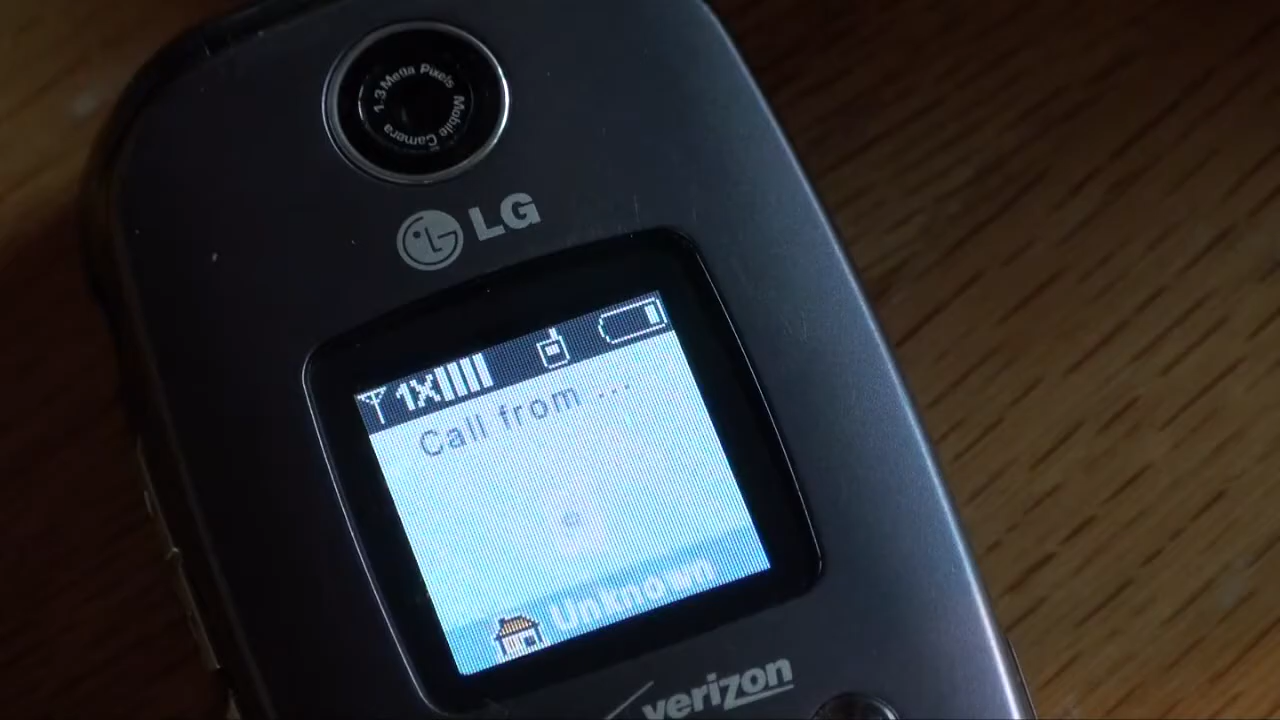 1.3 Mega Pixels
Mobile Camera
LG
1X
Call from ...
Unknown
verizon